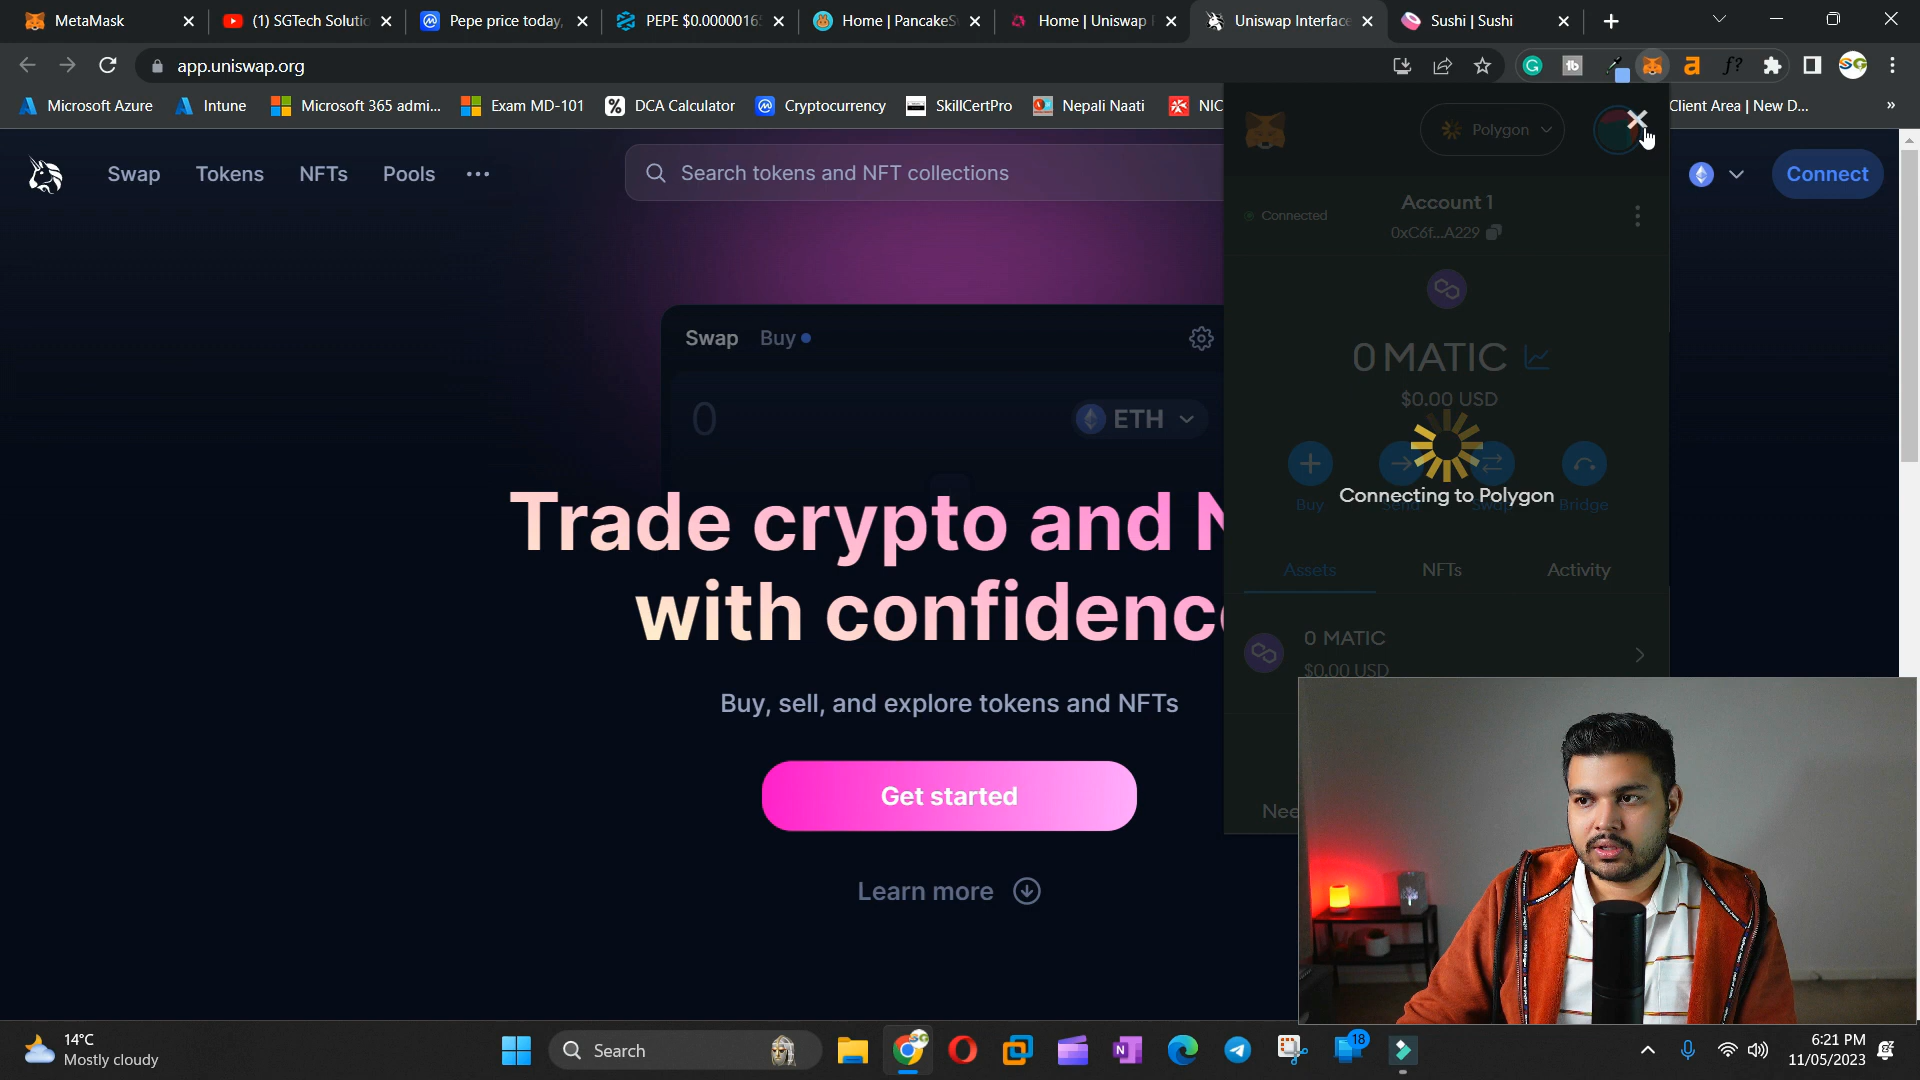 MetaMask
(1) SGTech Soluti
Pepe price today,
PEPE $0.0000016
Home | PancakeS
Home | Uniswap
Uniswap Interface
Sushi | Sushi
app.uniswap.org
Microsoft Azure
Intune
Microsoft 365 admi...
Exam MD-101
DCA Calculator
Cryptocurrency
SkillCertPro
Nepali Naati
NIC
Client Area | New D...
»
Swap
Tokens
NFTs
Pools
Search tokens and NFT collections
Connect
Polygon
Connected
Account 1
0xC6f...A229
0 MATIC
$0.00 USD
Connecting to Polygon
Buy
Send
Swap
Bridge
Assets
NFTs
Activity
0 MATIC
$0.00 USD
Nee
Swap
Buy
0
ETH
Trade crypto and N
with confidenc
Buy, sell, and explore tokens and NFTs
Get started
Learn more
14°C
Mostly cloudy
Search
18
6:21 PM
11/05/2023